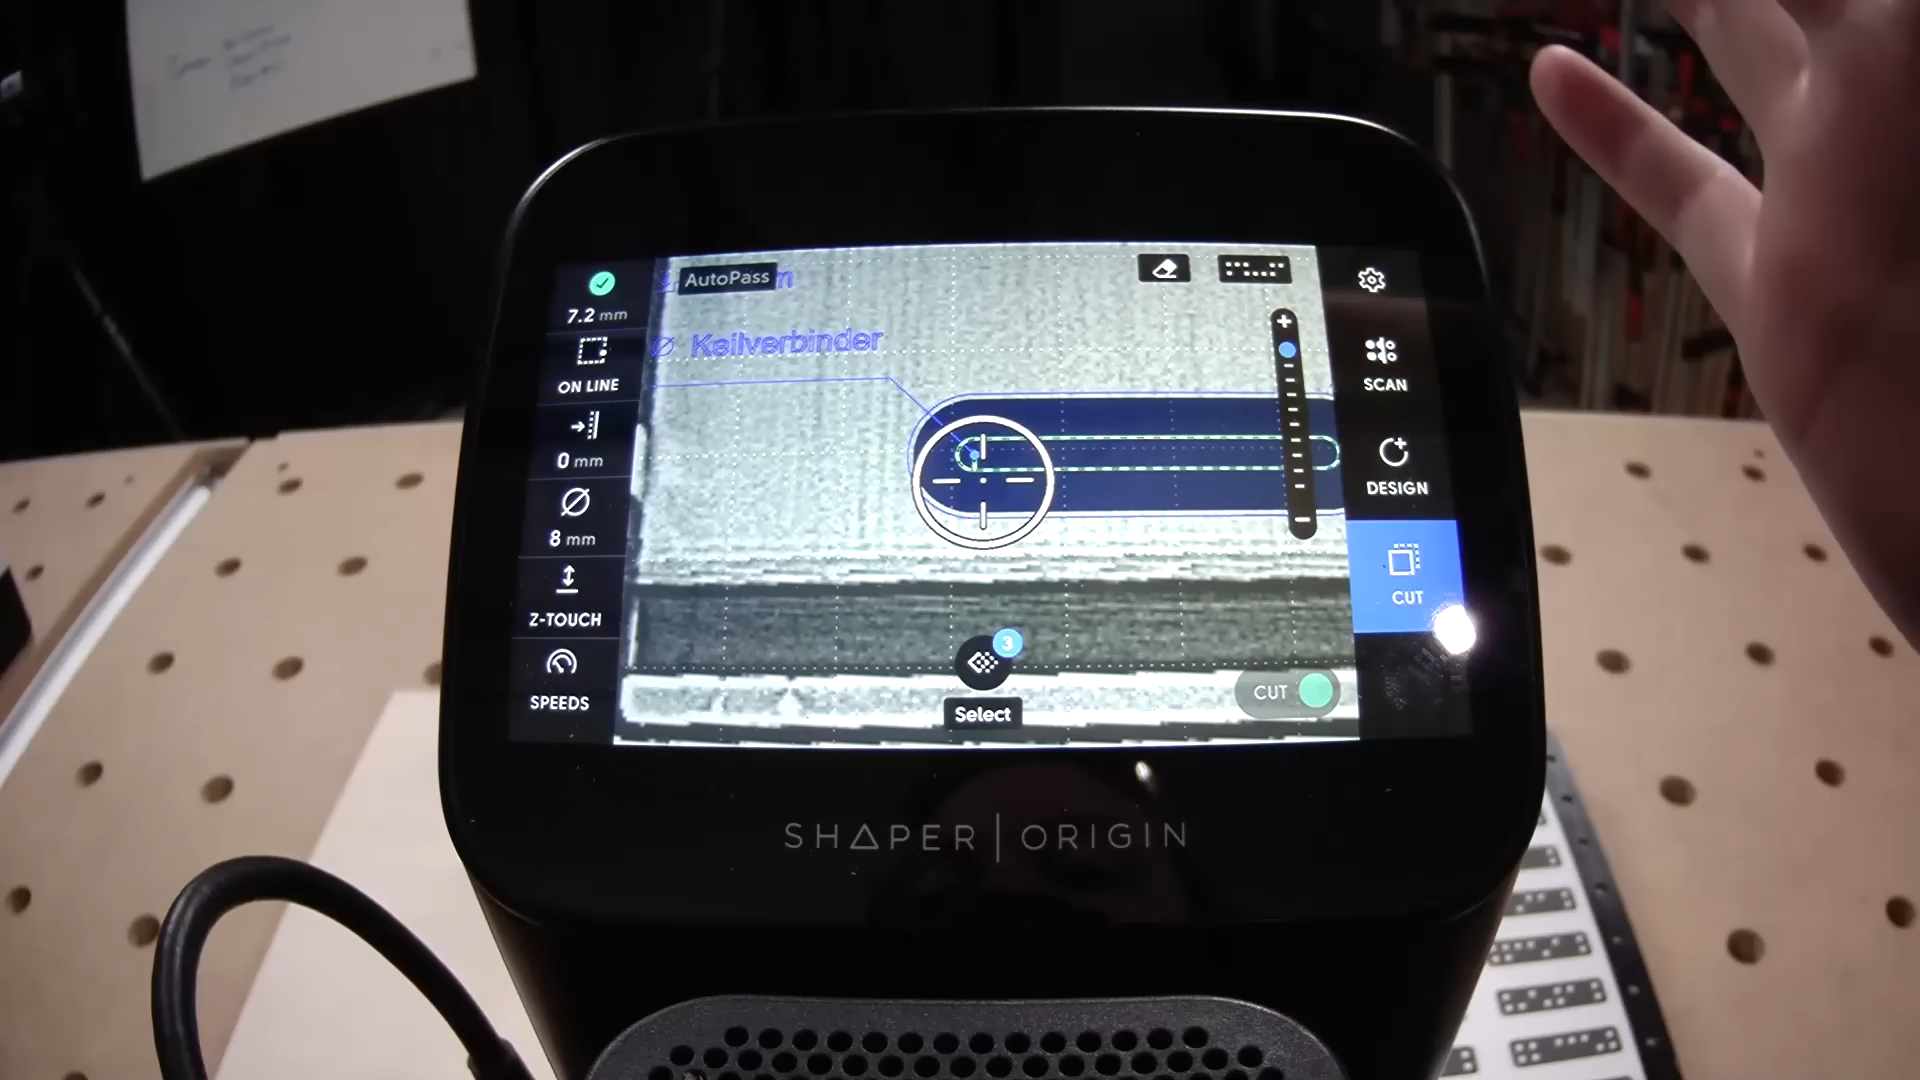 AutoPass
7.2 mm
Keilverbinder
ON LINE
SCAN
0 mm
DESIGN
8 mm
CUT
Z-TOUCH
3
CUT
SPEEDS
Select
SHAPER | ORIGIN